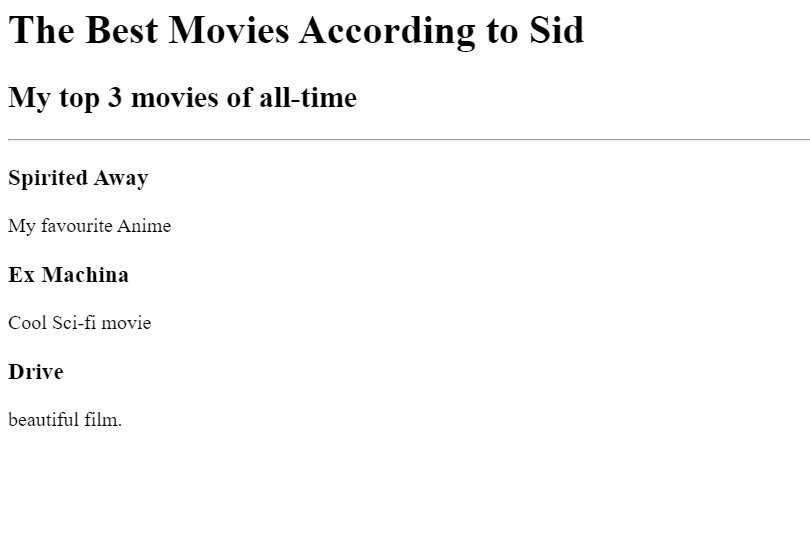 The Best Movies According to Sid
My top 3 movies of all-time
Spirited Away
My favourite Anime
Ex Machina
Cool Sci-fi movie
Drive
beautiful film.